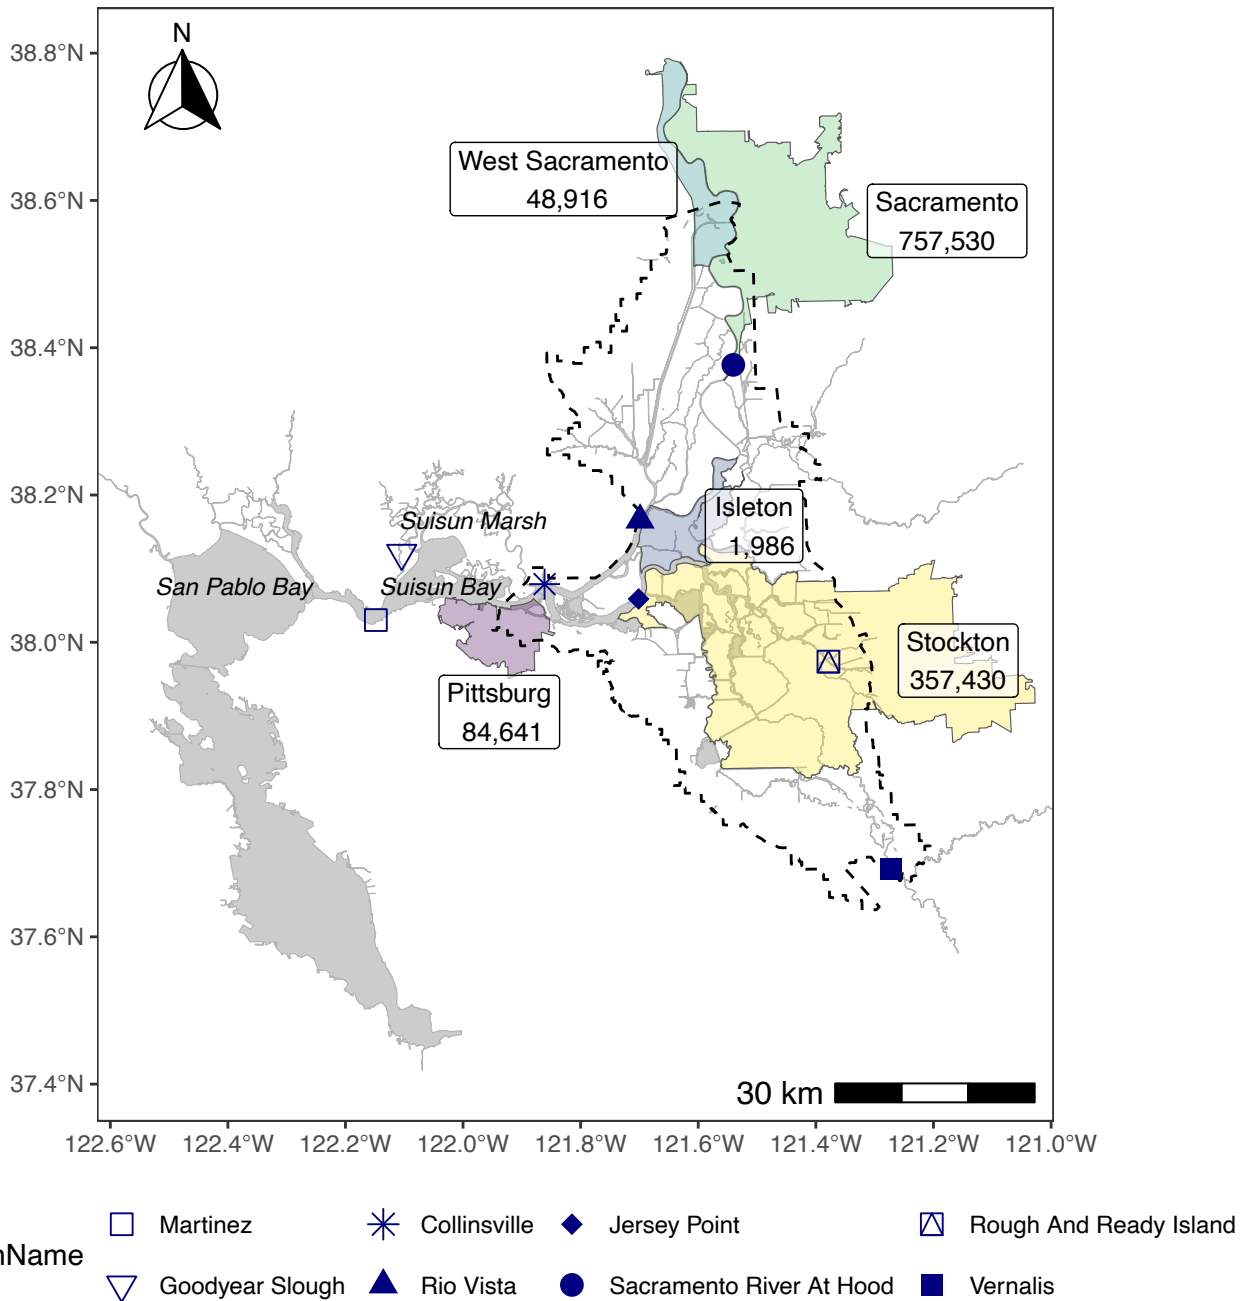 N
38.8°N
38.6°N
38.4°N
38.2°N
38.0°N
37.8°N
37.6°N
37.4°N
West Sacramento
48,916
Sacramento
757,530
Isleton
1,986
Suisun Marsh
San Pablo Bay
Suisun Bay
Stockton
357,430
Pittsburg
84,641
30 km
122.6°W 122.4°W 122.2°W 122.0°W 121.8°W 121.6°W 121.4°W 121.2°W 121.0°W
Martinez Collinsville Jersey Point Rough And Ready Island
nName
Goodyear Slough Rio Vista Sacramento River At Hood Vernalis